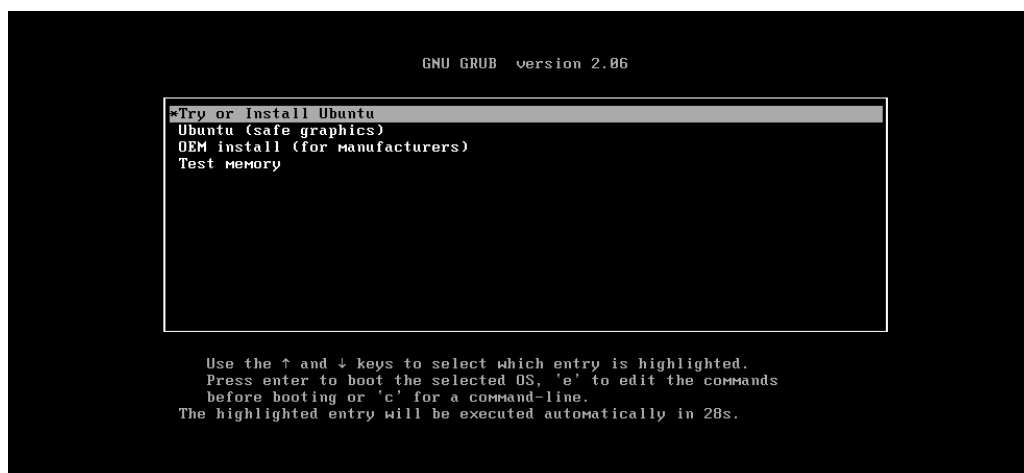 GNU GRUB  version 2.06
*Try or Install Ubuntu
Ubuntu (safe graphics)
OEM install (for manufacturers)
Test memory
Use the ↑ and ↓ keys to select which entry is highlighted.
Press enter to boot the selected OS, `e' to edit the commands
before booting or `c' for a command-line.
The highlighted entry will be executed automatically in 28s.